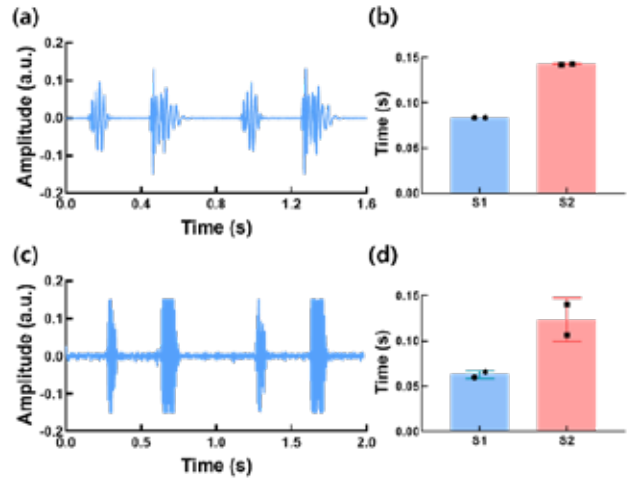 (a)
Amplitude (a.u.)
0.2
0.1
0.0
-0.1
-0.2
0.0 0.4 0.8 1.2 1.6
Time (s)
(b)
Time (s)
0.15
0.10
0.05
0.00
S1 S2
(c)
Amplitude (a.u.)
0.2
0.1
0.0
-0.1
-0.2
0.0 0.5 1.0 1.5 2.0
Time (s)
(d)
Time (s)
0.15
0.10
0.05
0.00
S1 S2